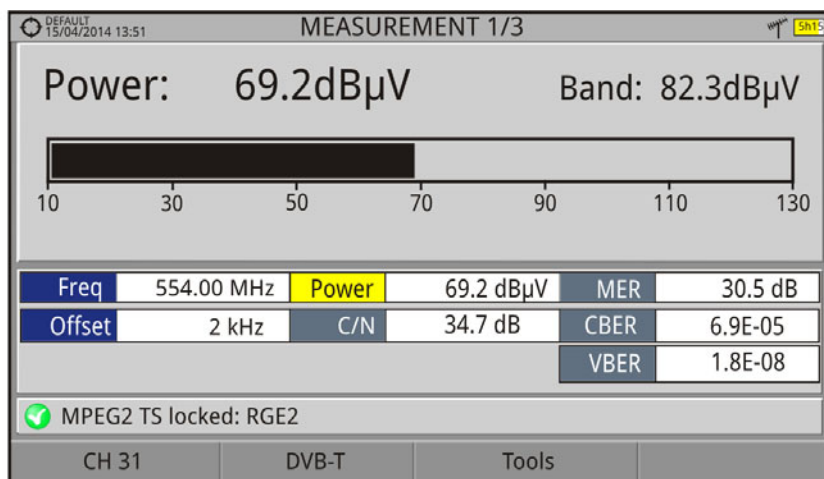 DEFAULT
15/04/2014 13:51
MEASUREMENT 1/3
5h15
Power: 69.2dBµV Band: 82.3dBµV
10 30 50 70 90 110 130
Freq 554.00 MHz Power 69.2 dBµV MER 30.5 dB
Offset 2 kHz C/N 34.7 dB CBER 6.9E-05
VBER 1.8E-08
MPEG2 TS locked: RGE2
CH 31 DVB-T Tools